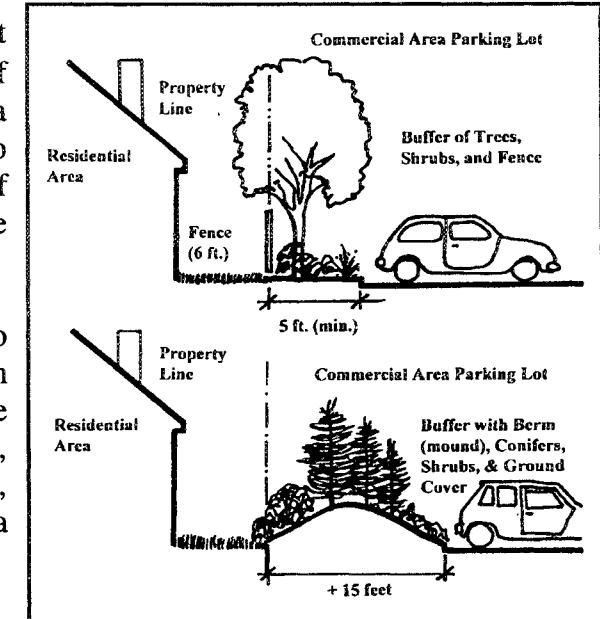 Commercial Area Parking Lot
Property
Line
Residential
Area
Buffer of Trees,
Shrubs, and Fence
Fence
(6 ft.)
5 ft. (min.)
Property
Line
Commercial Area Parking Lot
Residential
Area
Buffer with Berm
(mound), Conifers,
Shrubs, & Ground
Cover
+ 15 feet